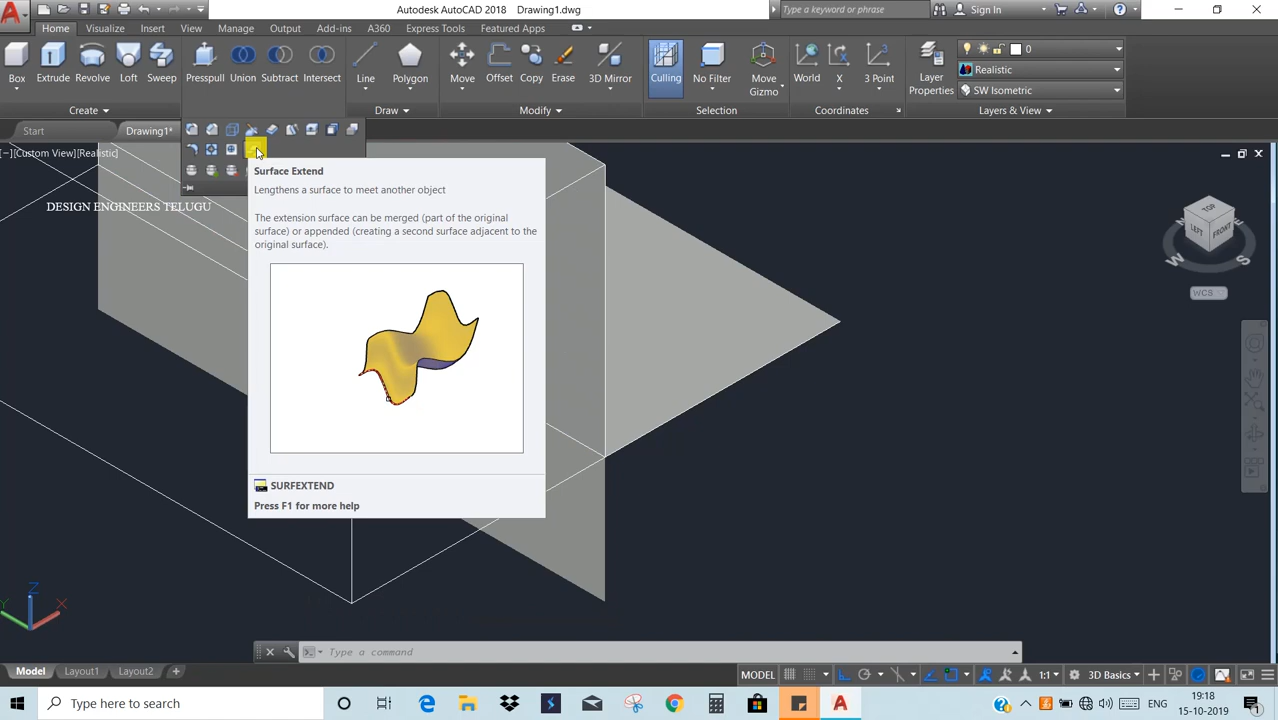 Autodesk AutoCAD 2018 Drawing1.dwg
Type a keyword or phrase
Sign In
Home Visualize Insert View Manage Output Add-ins A360 Express Tools Featured Apps
Box Extrude Revolve Loft Sweep
Presspull Union Subtract Intersect
Line Polygon
Move Offset Copy Erase 3D Mirror
Culling No Filter Move Gizmo
World X 3 Point
Layer Properties
0
Realistic
SW Isometric
Create Draw Modify Selection Coordinates Layers & View
Start Drawing1*
[−][Custom View][Realistic]
DESIGN ENGINEERS TELUGU
Surface Extend
Lengthens a surface to meet another object
The extension surface can be merged (part of the original
surface) or appended (creating a second surface adjacent to the
original surface).
SURFEXTEND
Press F1 for more help
TOP
LEFT FRONT
W S
WCS
Z
Y X
Type a command
Model Layout1 Layout2
MODEL 1:1 3D Basics
Type here to search
ENG
19:18
15-10-2019
1